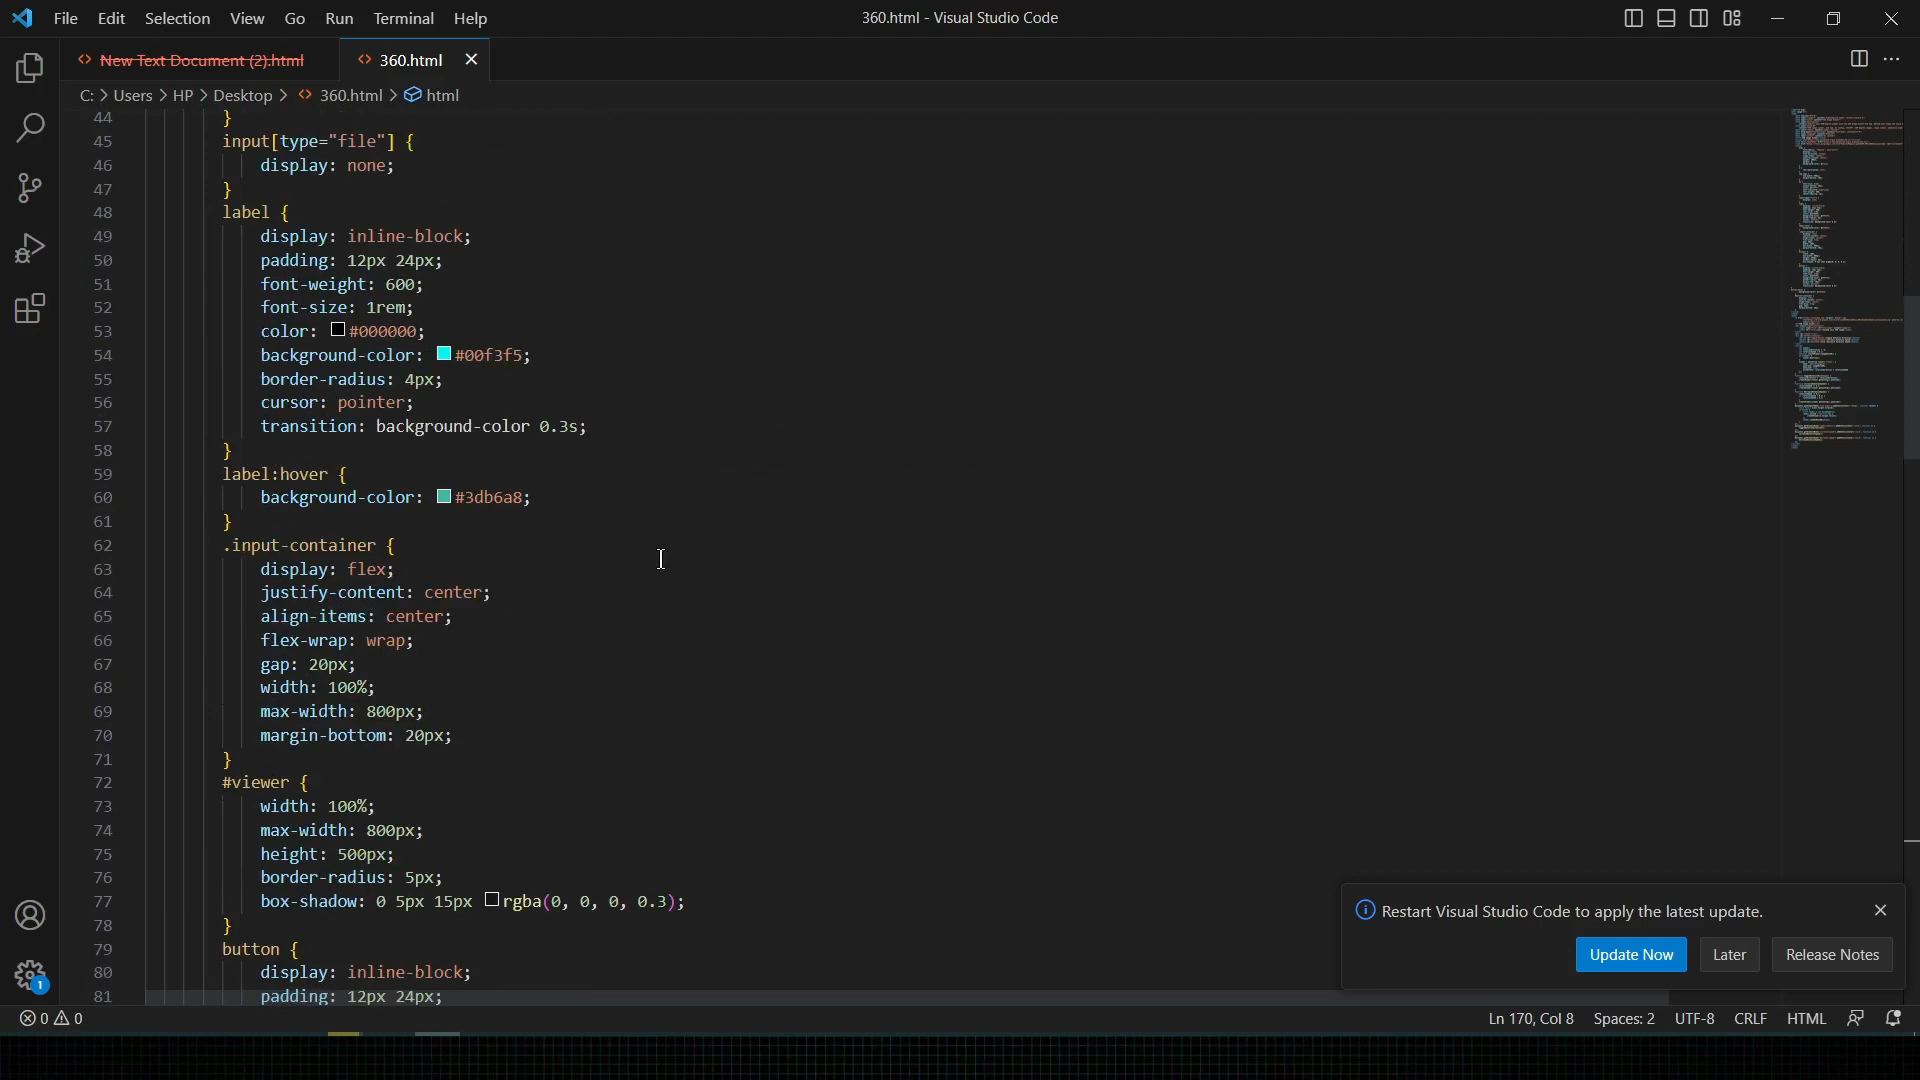 File Edit Selection View Go Run Terminal Help
360.html - Visual Studio Code
New Text Document (2).html
360.html
C: > Users > HP > Desktop > 360.html > html
44 }
45 input[type="file"] {
46 display: none;
47 }
48 label {
49 display: inline-block;
50 padding: 12px 24px;
51 font-weight: 600;
52 font-size: 1rem;
53 color: #000000;
54 background-color: #00f3f5;
55 border-radius: 4px;
56 cursor: pointer;
57 transition: background-color 0.3s;
58 }
59 label:hover {
60 background-color: #3db6a8;
61 }
62 .input-container {
63 display: flex;
64 justify-content: center;
65 align-items: center;
66 flex-wrap: wrap;
67 gap: 20px;
68 width: 100%;
69 max-width: 800px;
70 margin-bottom: 20px;
71 }
72 #viewer {
73 width: 100%;
74 max-width: 800px;
75 height: 500px;
76 border-radius: 5px;
77 box-shadow: 0 5px 15px rgba(0, 0, 0, 0.3);
78 }
79 button {
80 display: inline-block;
81 padding: 12px 24px;
Restart Visual Studio Code to apply the latest update.
Update Now
Later
Release Notes
1
0 0
Ln 170, Col 8
Spaces: 2
UTF-8
CRLF
HTML